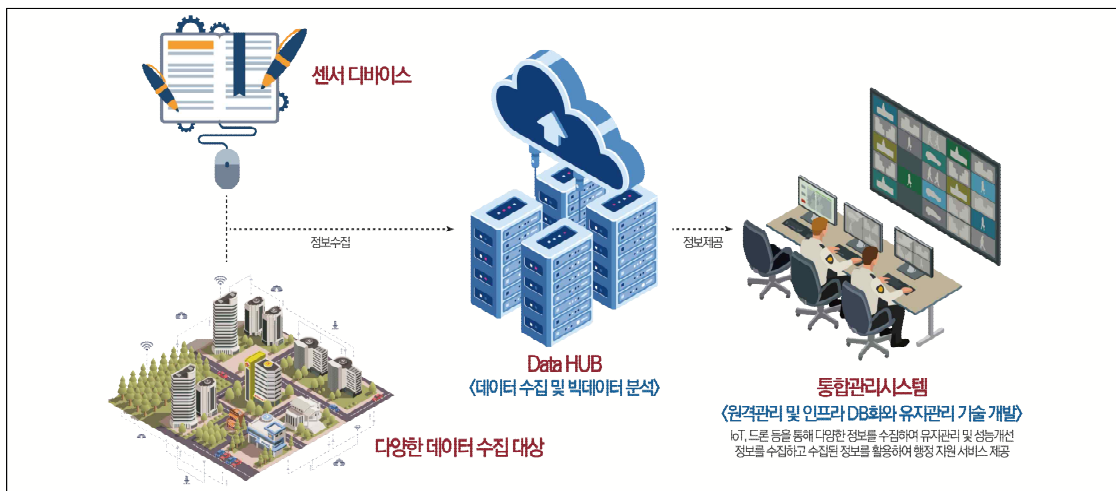 센서 디바이스
정보수집
정보제공
Data HUB
<데이터 수집 및 빅데이터 분석>
다양한 데이터 수집 대상
통합관리시스템
<원격관리 및 인프라 DB화와 유지관리 기술 개발>
IoT, 드론 등을 통해 다양한 정보를 수집하여 유지관리 및 성능개선
정보를 수집하고 수집된 정보를 활용하여 행정 지원 서비스 제공